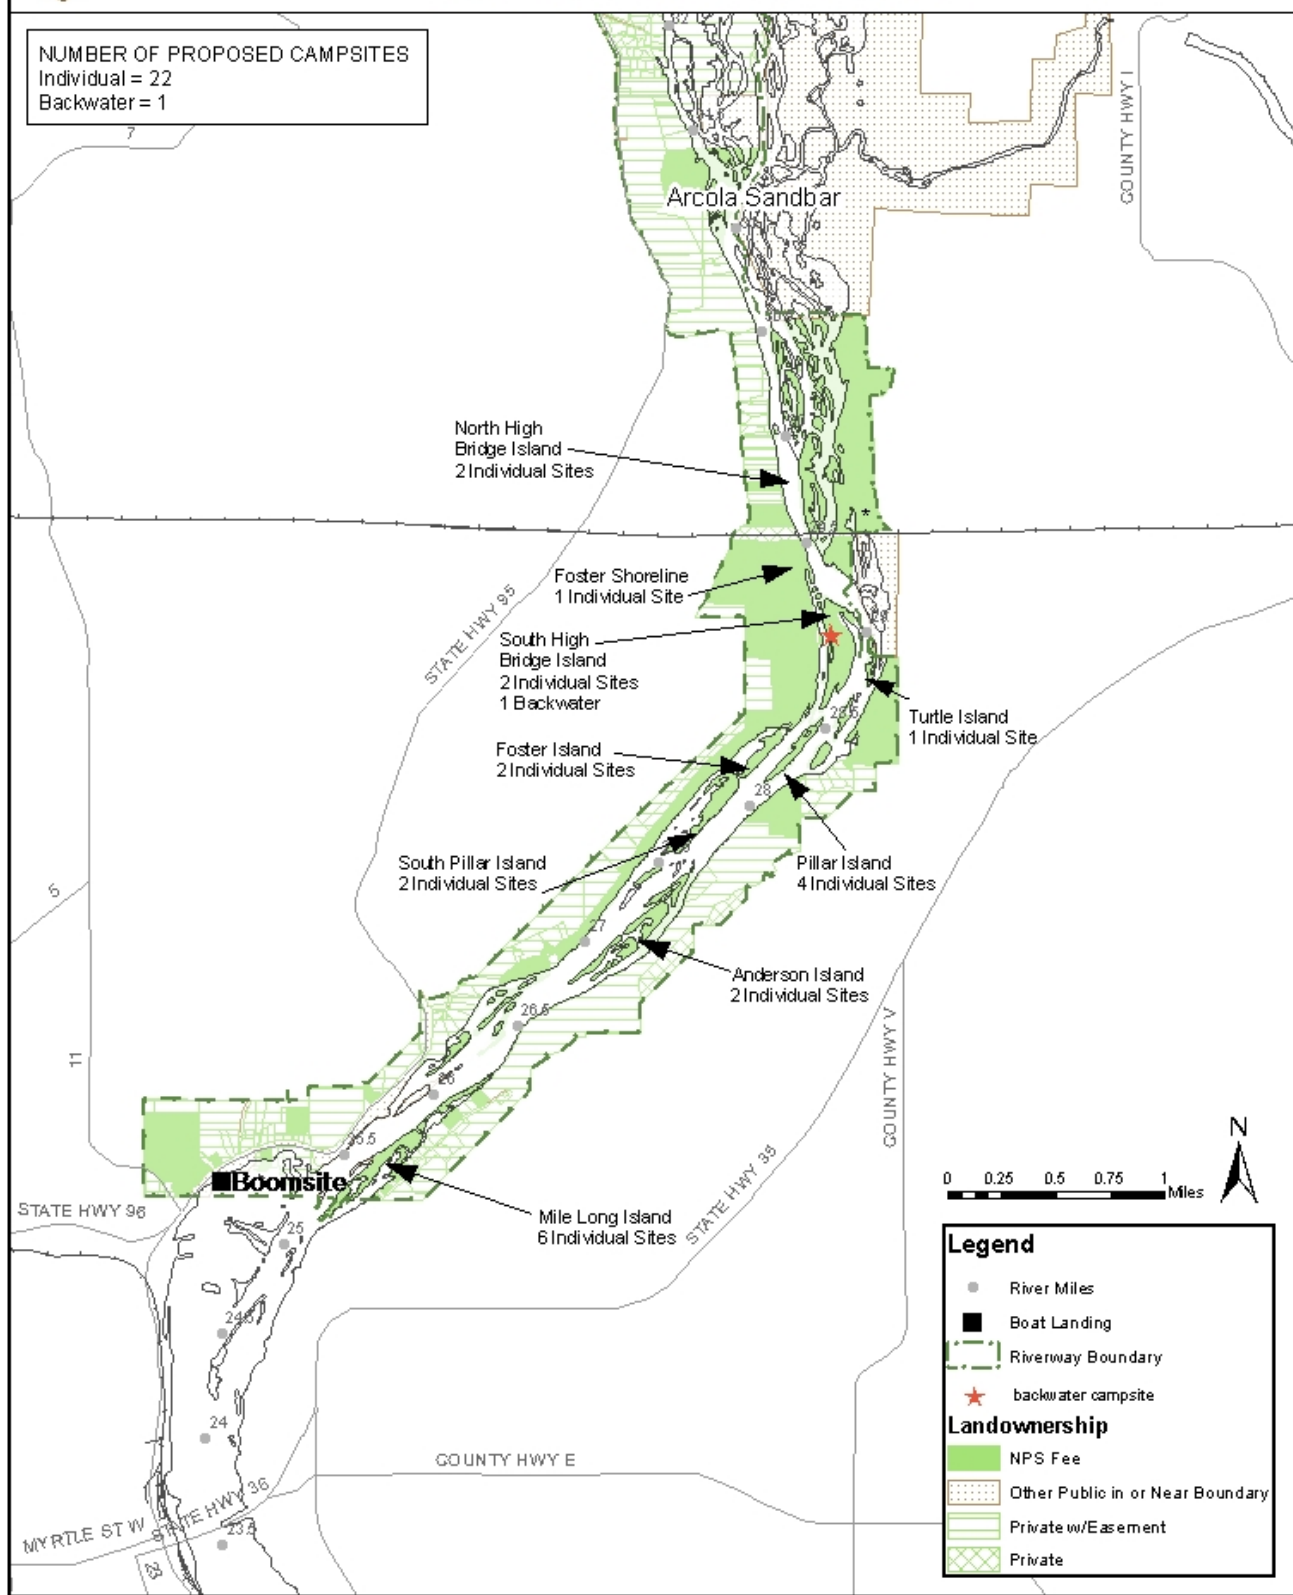 NUMBER OF PROPOSED CAMPSITES
Individual = 22
Backwater = 1
7
COUNTY HWY I
Arcola Sandbar
North High
Bridge Island
2 Individual Sites
Foster Shoreline
1 Individual Site
STATE HWY 95
South High
Bridge Island
2 Individual Sites
1 Backwater
29
Turtle Island
1 Individual Site
28.5
Foster Island
2 Individual Sites
28
South Pillar Island
2 Individual Sites
Pillar Island
4 Individual Sites
5
27
Anderson Island
2 Individual Sites
26.5
11
COUNTY HWY V
26
25.5
Boomsite
STATE HWY 96
STATE HWY 35
Mile Long Island
6 Individual Sites
25
24.5
24
COUNTY HWY E
MYRTLE ST W
STATE HWY 36
23.5
23
N
0 0.25 0.5 0.75 1
Miles
Legend
River Miles
Boat Landing
Riverway Boundary
backwater campsite
Landownership
NPS Fee
Other Public in or Near Boundary
Private w/Easement
Private